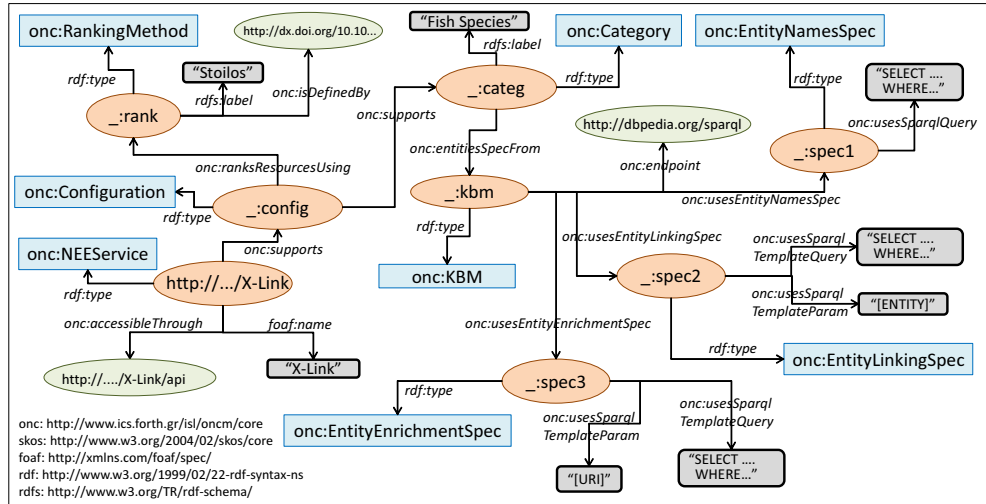 onc:RankingMethod
http://dx.doi.org/10.10...
"Fish Species"
onc:Category
onc:EntityNamesSpec
rdf:type
"Stoilos"
rdfs:label
onc:isDefinedBy
rdfs:label
rdf:type
rdf:type
"SELECT ....
WHERE..."
_:rank
_:categ
onc:supports
http://dbpedia.org/sparql
onc:usesSparqlQuery
onc:entitiesSpecFrom
onc:endpoint
_:spec1
onc:ranksResourcesUsing
onc:Configuration
rdf:type
_:config
_:kbm
onc:usesEntityNamesSpec
rdf:type
onc:supports
onc:usesEntityLinkingSpec
onc:NEEService
rdf:type
http://.../X-Link
onc:KBM
_:spec2
onc:usesSparql
TemplateQuery
"SELECT ....
WHERE..."
onc:usesSparql
TemplateParam
"[ENTITY]"
onc:accessibleThrough
foaf:name
onc:usesEntityEnrichmentSpec
rdf:type
onc:EntityLinkingSpec
http://..../X-Link/api
"X-Link"
rdf:type
_:spec3
onc:EntityEnrichmentSpec
onc:usesSparql
TemplateParam
onc:usesSparql
TemplateQuery
"[URI]"
"SELECT ....
WHERE..."
onc: http://www.ics.forth.gr/isl/oncm/core
skos: http://www.w3.org/2004/02/skos/core
foaf: http://xmlns.com/foaf/spec/
rdf: http://www.w3.org/1999/02/22-rdf-syntax-ns
rdfs: http://www.w3.org/TR/rdf-schema/